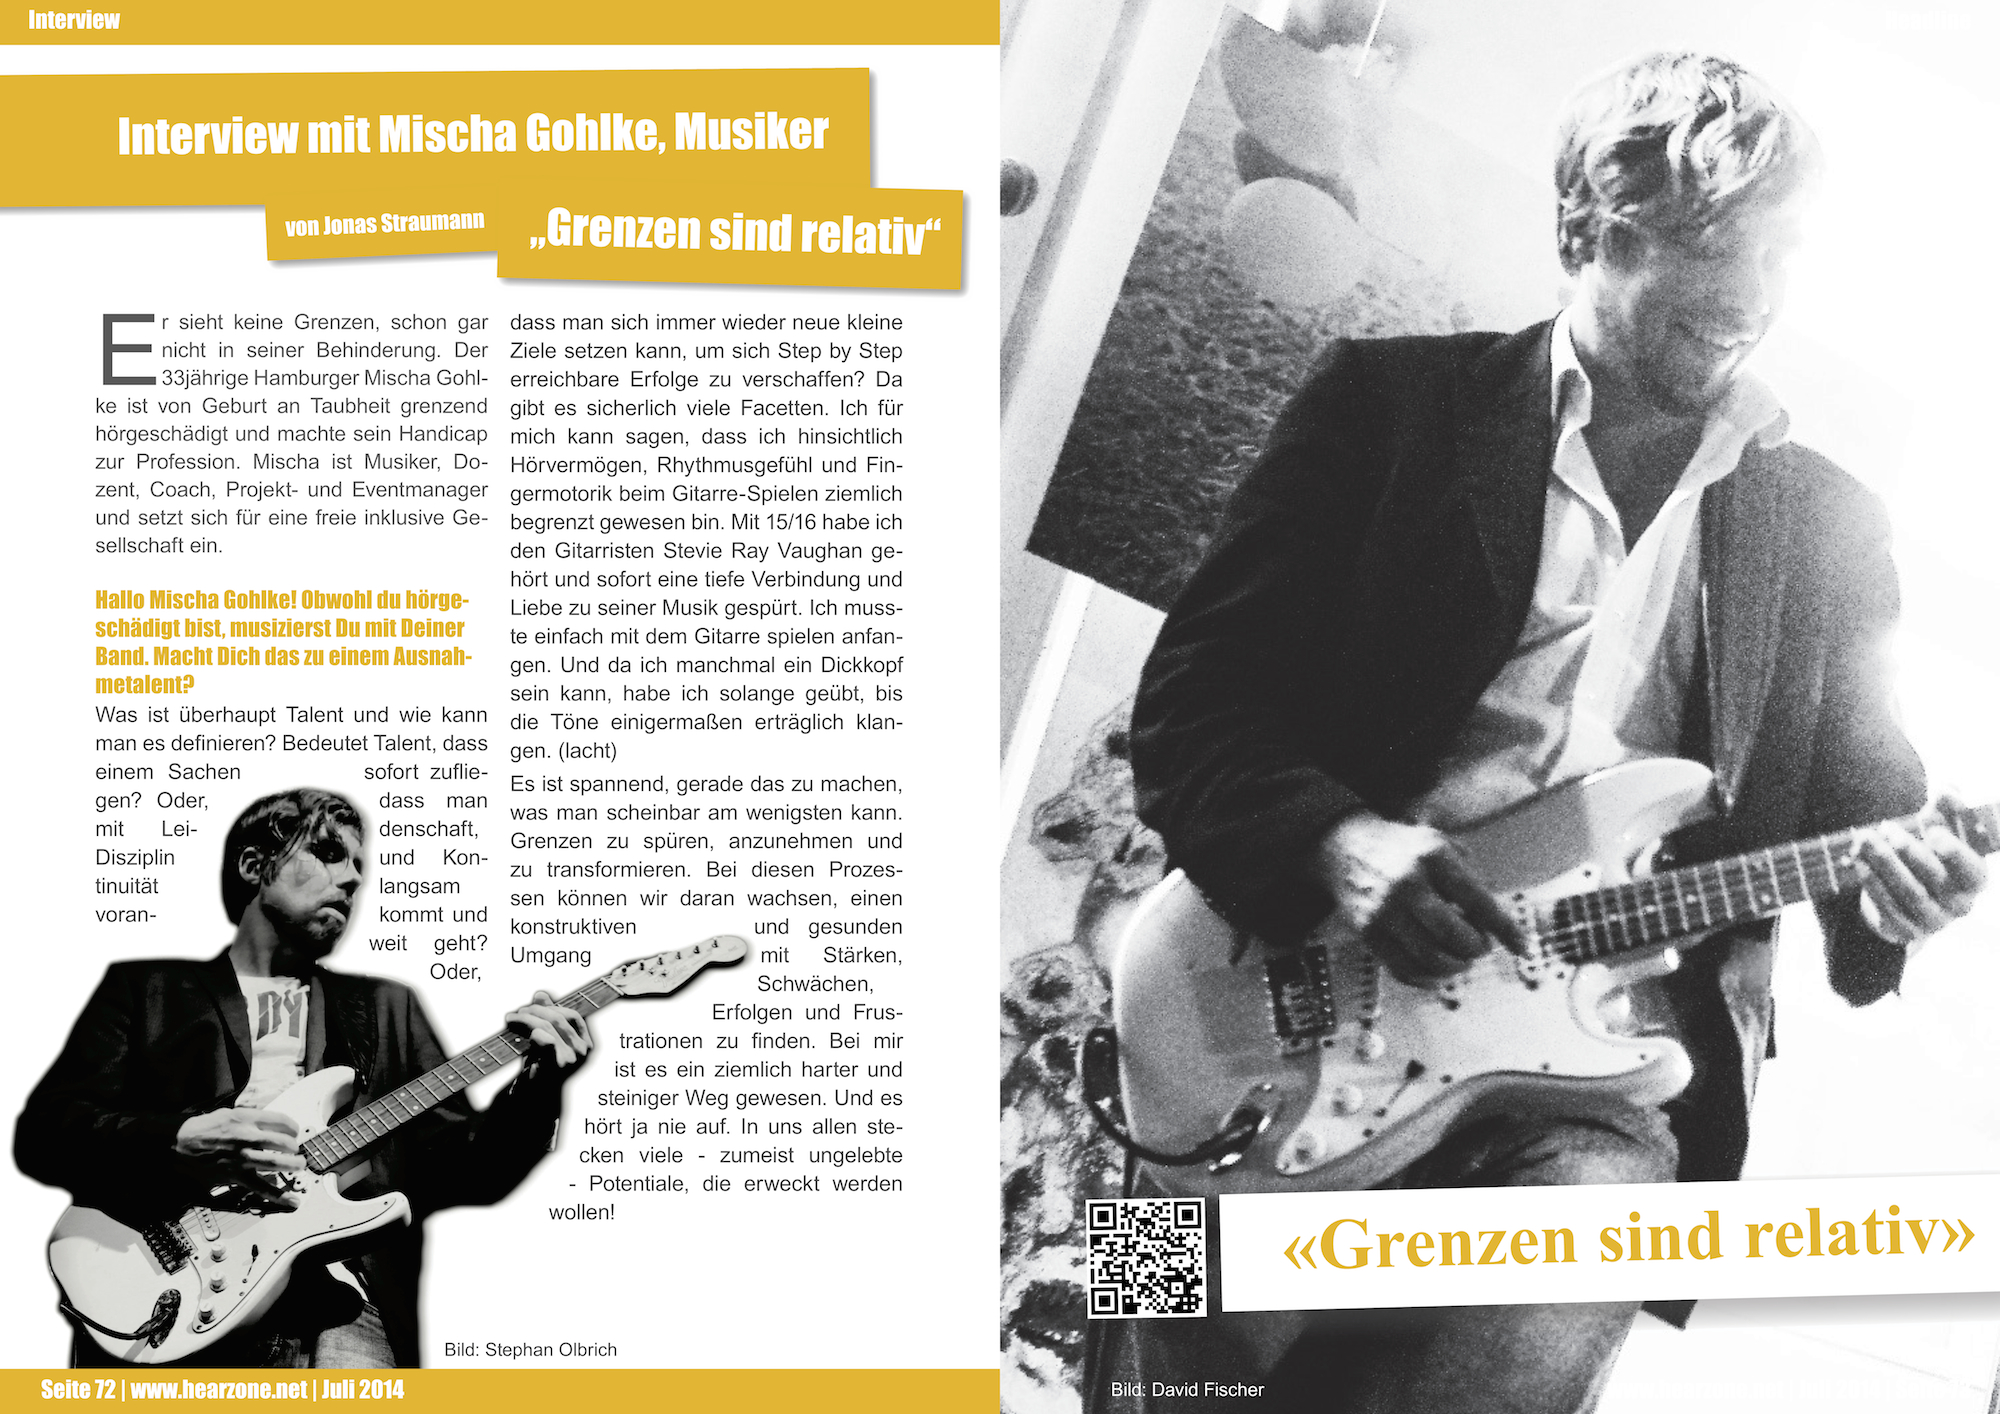 Interview
Interview mit Mischa Gohlke, Musiker
von Jonas Straumann
„Grenzen sind relativ“
Er sieht keine Grenzen, schon gar
nicht in seiner Behinderung. Der
33jährige Hamburger Mischa Gohl-
ke ist von Geburt an Taubheit grenzend
hörgeschädigt und machte sein Handicap
zur Profession. Mischa ist Musiker, Do-
zent, Coach, Projekt- und Eventmanager
und setzt sich für eine freie inklusive Ge-
sellschaft ein.
Hallo Mischa Gohlke! Obwohl du hörge-
schädigt bist, musizierst Du mit Deiner
Band. Macht Dich das zu einem Ausnah-
metalent?
Was ist überhaupt Talent und wie kann
man es definieren? Bedeutet Talent, dass
einem Sachen sofort zuflie-
gen? Oder, dass man
mit Lei- denschaft,
Disziplin und Kon-
tinuität langsam
voran- kommt und
weit geht?
Oder,
dass man sich immer wieder neue kleine
Ziele setzen kann, um sich Step by Step
erreichbare Erfolge zu verschaffen? Da
gibt es sicherlich viele Facetten. Ich für
mich kann sagen, dass ich hinsichtlich
Hörvermögen, Rhythmusgefühl und Fin-
germotorik beim Gitarre-Spielen ziemlich
begrenzt gewesen bin. Mit 15/16 habe ich
den Gitarristen Stevie Ray Vaughan ge-
hört und sofort eine tiefe Verbindung und
Liebe zu seiner Musik gespürt. Ich muss-
te einfach mit dem Gitarre spielen anfan-
gen. Und da ich manchmal ein Dickkopf
sein kann, habe ich solange geübt, bis
die Töne einigermaßen erträglich klan-
gen. (lacht)
Es ist spannend, gerade das zu machen,
was man scheinbar am wenigsten kann.
Grenzen zu spüren, anzunehmen und
zu transformieren. Bei diesen Prozes-
sen können wir daran wachsen, einen
konstruktiven und gesunden
Umgang mit Stärken,
Schwächen,
Erfolgen und Frus-
trationen zu finden. Bei mir
ist es ein ziemlich harter und
steiniger Weg gewesen. Und es
hört ja nie auf. In uns allen ste-
cken viele - zumeist ungelebte
- Potentiale, die erweckt werden
wollen!
DY
Bild: Stephan Olbrich
Seite 72 | www.hearzone.net | Juli 2014
«Grenzen sind relativ»
Bild: David Fischer